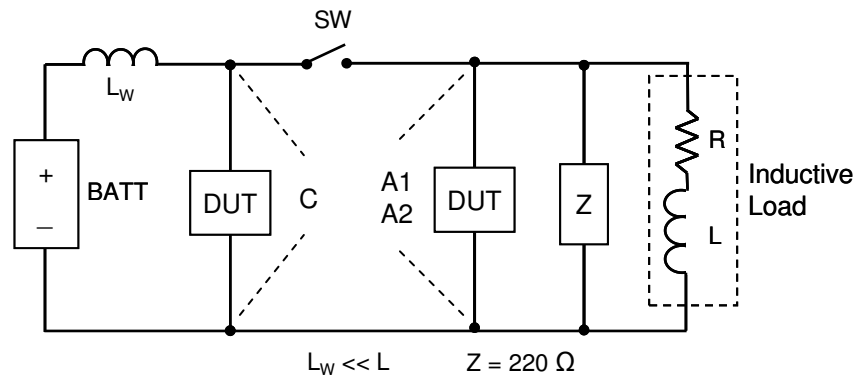 SW
L_W
+
BATT
–
DUT
C
A1
A2
DUT
Z
R
L
Inductive
Load
L_W << L
Z = 220 Ω